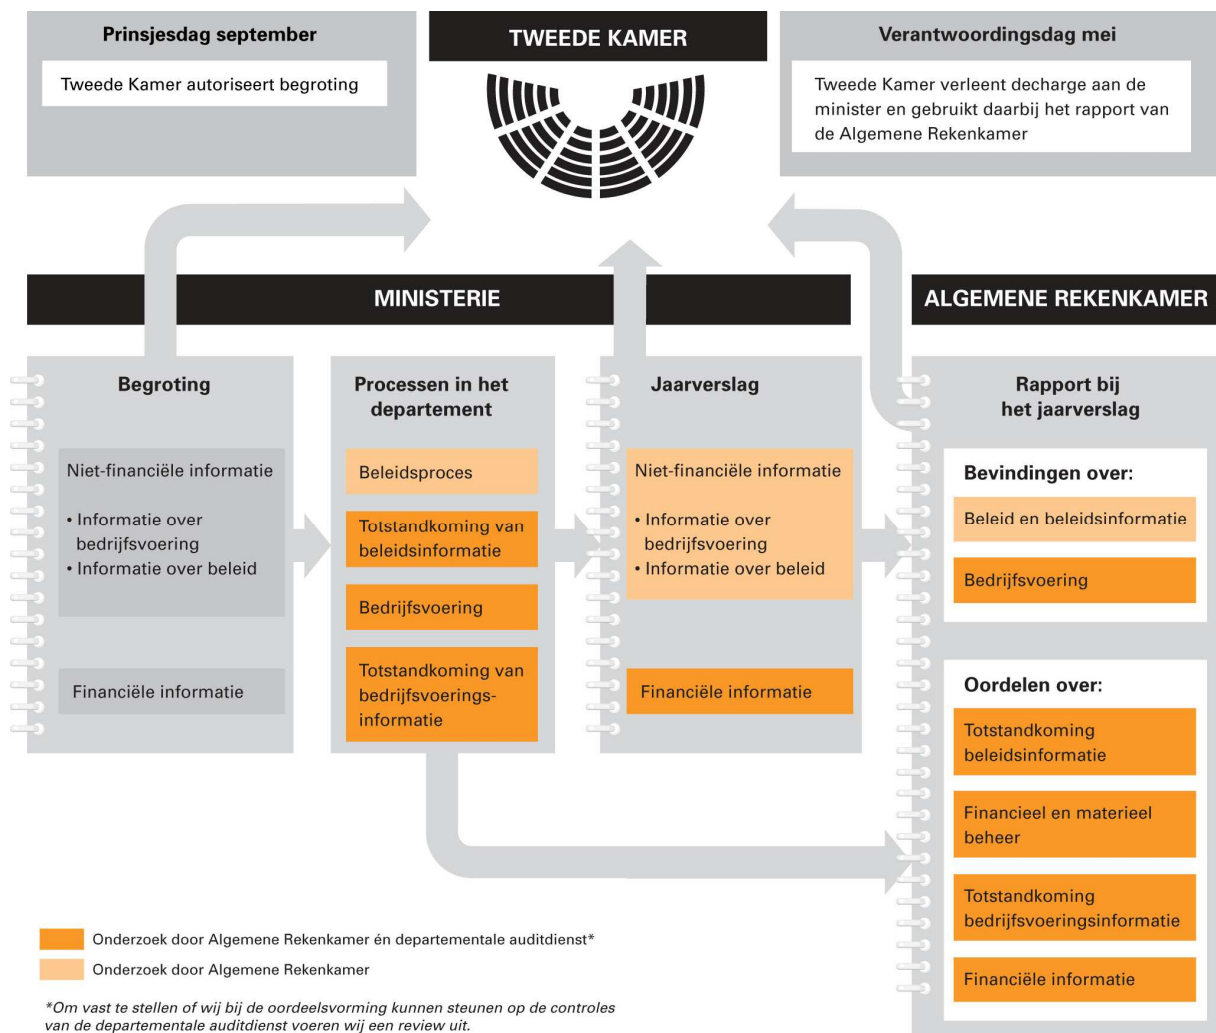 Prinsjesdag september
Tweede Kamer autoriseert begroting
TWEEDE KAMER
Verantwoordingsdag mei
Tweede Kamer verleent decharge aan de
minister en gebruikt daarbij het rapport van
de Algemene Rekenkamer
MINISTERIE
ALGEMENE REKENKAMER
Begroting
Niet-financiële informatie
• Informatie over
bedrijfsvoering
• Informatie over beleid
Financiële informatie
Processen in het
departement
Beleidsproces
Totstandkoming van
beleidsinformatie
Bedrijfsvoering
Totstandkoming van
bedrijfsvoerings-
informatie
Jaarverslag
Niet-financiële informatie
• Informatie over
bedrijfsvoering
• Informatie over beleid
Financiële informatie
Rapport bij
het jaarverslag
Bevindingen over:
Beleid en beleidsinformatie
Bedrijfsvoering
Oordelen over:
Totstandkoming
beleidsinformatie
Financieel en materieel
beheer
Totstandkoming
bedrijfsvoeringsinformatie
Financiële informatie
Onderzoek door Algemene Rekenkamer én departementale auditdienst*
Onderzoek door Algemene Rekenkamer
*Om vast te stellen of wij bij de oordeelsvorming kunnen steunen op de controles
van de departementale auditdienst voeren wij een review uit.